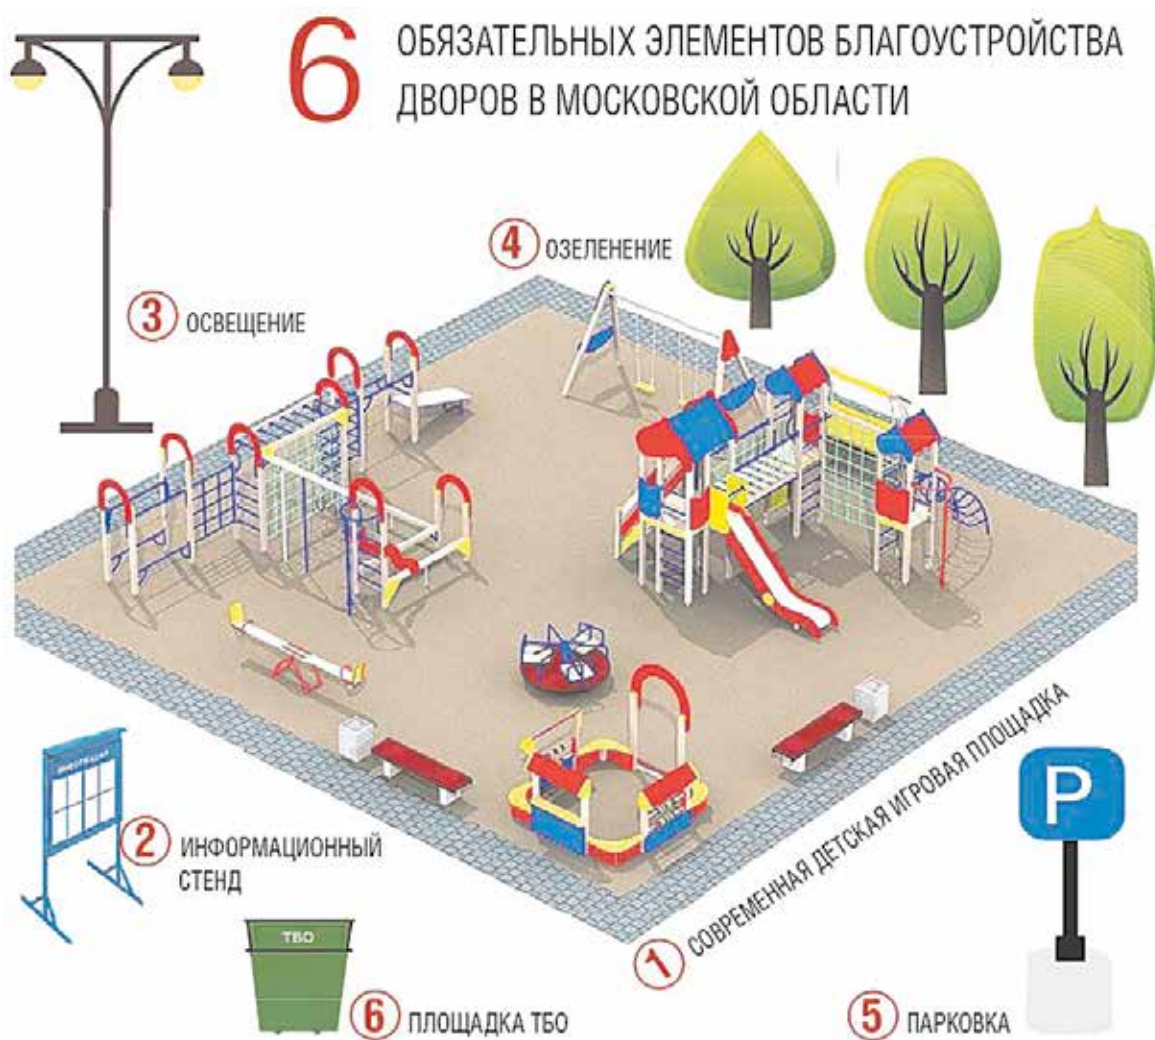 6
ОБЯЗАТЕЛЬНЫХ ЭЛЕМЕНТОВ БЛАГОУСТРОЙСТВА
ДВОРОВ В МОСКОВСКОЙ ОБЛАСТИ
4 ОЗЕЛЕНЕНИЕ
3 ОСВЕЩЕНИЕ
ИНФОРМАЦИЯ
2 ИНФОРМАЦИОННЫЙ
СТЕНД
1 СОВРЕМЕННАЯ ДЕТСКАЯ ИГРОВАЯ ПЛОЩАДКА
P
ТБО
6 ПЛОЩАДКА ТБО
5 ПАРКОВКА